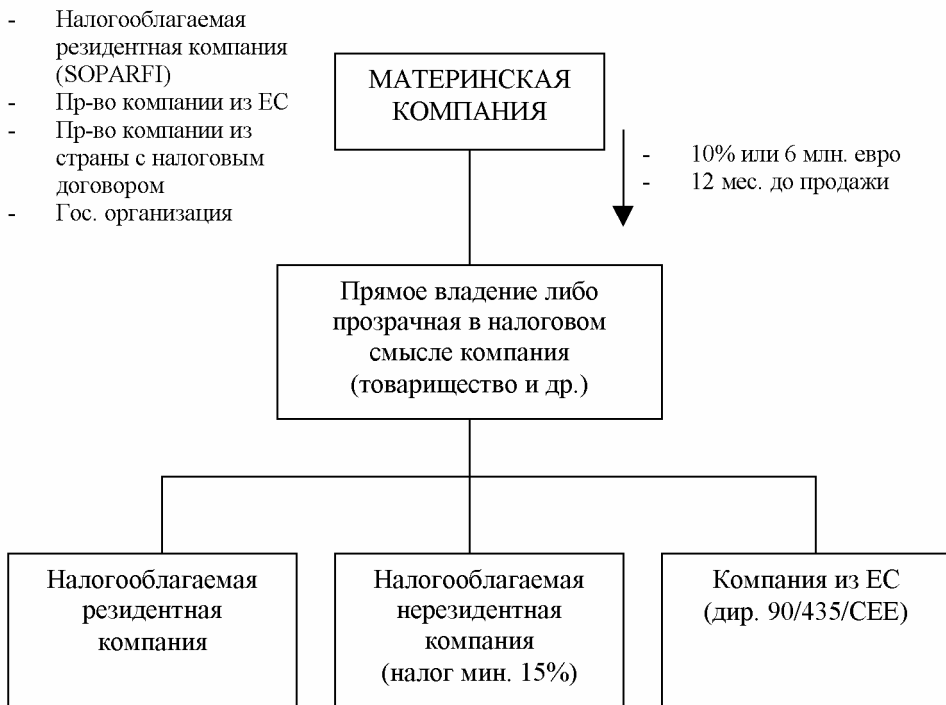 - Налогооблагаемая
резидентная компания
(SOPARFI)
- Пр-во компании из ЕС
- Пр-во компании из
страны с налоговым
договором
- Гос. организация
МАТЕРИНСКАЯ
КОМПАНИЯ
- 10% или 6 млн. евро
- 12 мес. до продажи
Прямое владение либо
прозрачная в налоговом
смысле компания
(товарищество и др.)
Налогооблагаемая
резидентная
компания
Налогооблагаемая
нерезидентная
компания
(налог мин. 15%)
Компания из ЕС
(дир. 90/435/СЕЕ)